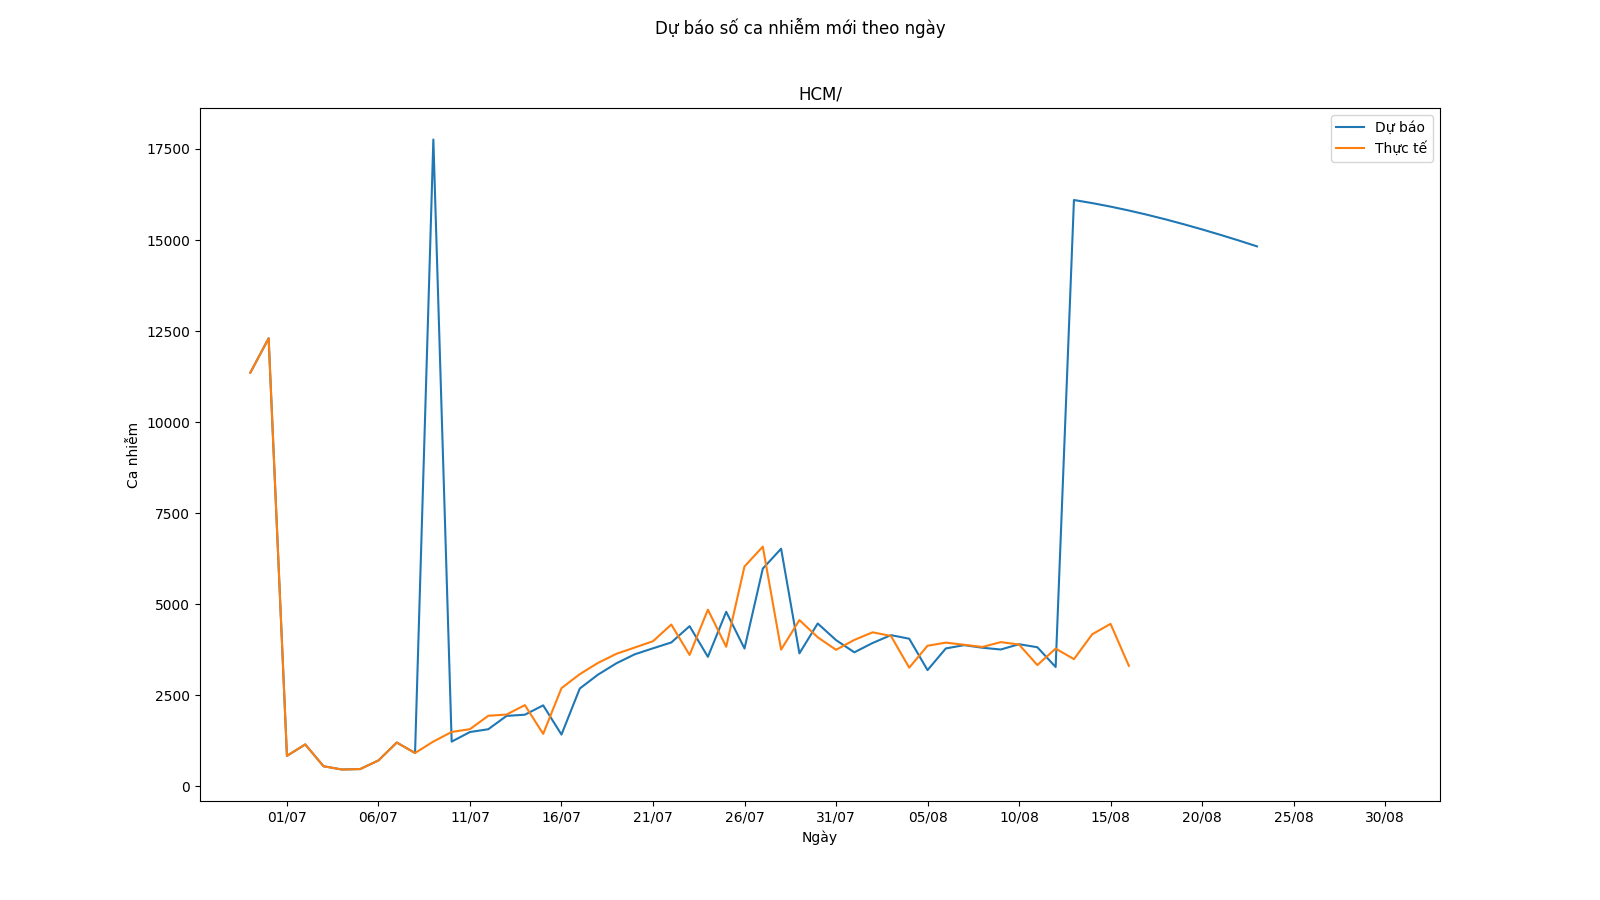 Dự báo số ca nhiễm mới theo ngày
HCM/
Dự báo
Thực tế
17500
15000
12500
10000
7500
5000
2500
0
Ca nhiễm
01/07 06/07 11/07 16/07 21/07 26/07 31/07 05/08 10/08 15/08 20/08 25/08 30/08
Ngày